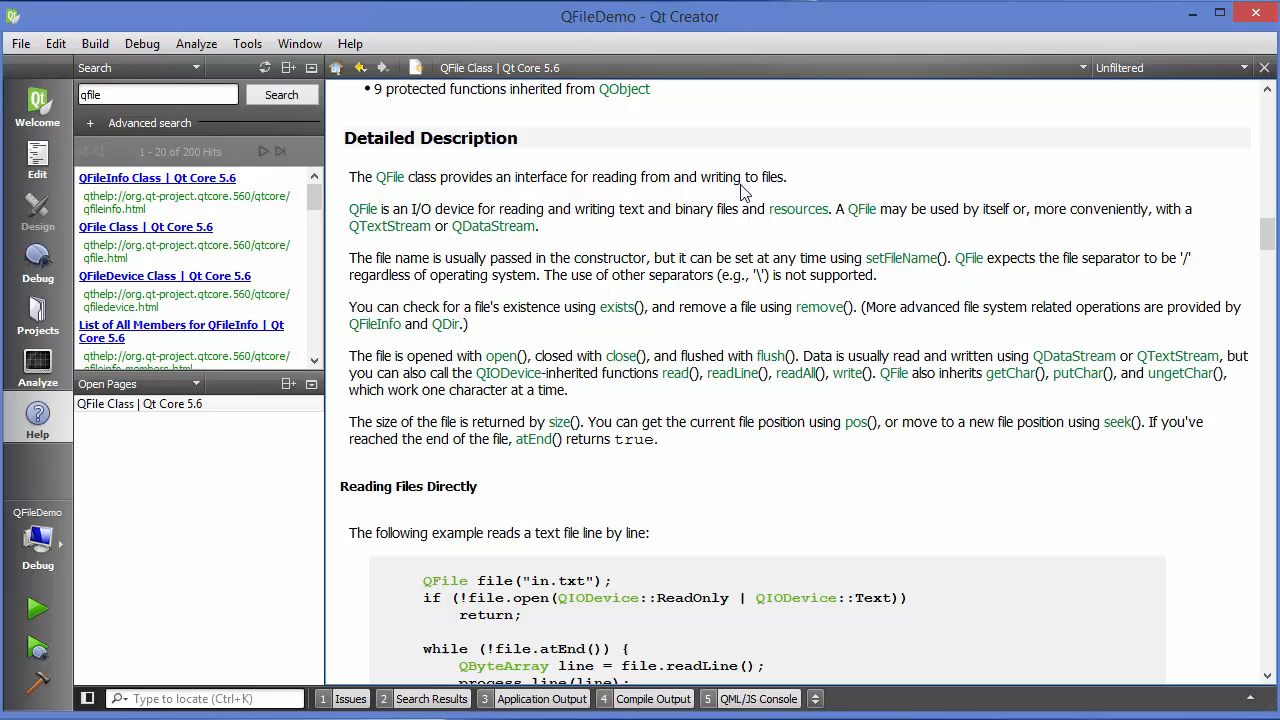 QFileDemo - Qt Creator
File Edit Build Debug Analyze Tools Window Help
Search
QFile Class | Qt Core 5.6
Unfiltered
qfile
Search
+ Advanced search
1 - 20 of 200 Hits
QFileInfo Class | Qt Core 5.6
qthelp://org.qt-project.qtcore.560/qtcore/
qfileinfo.html
QFile Class | Qt Core 5.6
qthelp://org.qt-project.qtcore.560/qtcore/
qfile.html
QFileDevice Class | Qt Core 5.6
qthelp://org.qt-project.qtcore.560/qtcore/
qfiledevice.html
List of All Members for QFileInfo | Qt
Core 5.6
qthelp://org.qt-project.qtcore.560/qtcore/
qfileinfo-members.html
Open Pages
QFile Class | Qt Core 5.6
Welcome
Edit
Design
Debug
Projects
Analyze
Help
QFileDemo
Debug
• 9 protected functions inherited from QObject
Detailed Description
The QFile class provides an interface for reading from and writing to files.
QFile is an I/O device for reading and writing text and binary files and resources. A QFile may be used by itself or, more conveniently, with a
QTextStream or QDataStream.
The file name is usually passed in the constructor, but it can be set at any time using setFileName(). QFile expects the file separator to be '/'
regardless of operating system. The use of other separators (e.g., '\') is not supported.
You can check for a file's existence using exists(), and remove a file using remove(). (More advanced file system related operations are provided by
QFileInfo and QDir.)
The file is opened with open(), closed with close(), and flushed with flush(). Data is usually read and written using QDataStream or QTextStream, but
you can also call the QIODevice-inherited functions read(), readLine(), readAll(), write(). QFile also inherits getChar(), putChar(), and ungetChar(),
which work one character at a time.
The size of the file is returned by size(). You can get the current file position using pos(), or move to a new file position using seek(). If you've
reached the end of the file, atEnd() returns true.
Reading Files Directly
The following example reads a text file line by line:
QFile file("in.txt");
if (!file.open(QIODevice::ReadOnly | QIODevice::Text))
return;
while (!file.atEnd()) {
QByteArray line = file.readLine();
process_line(line);
Type to locate (Ctrl+K)
1 Issues
2 Search Results
3 Application Output
4 Compile Output
5 QML/JS Console